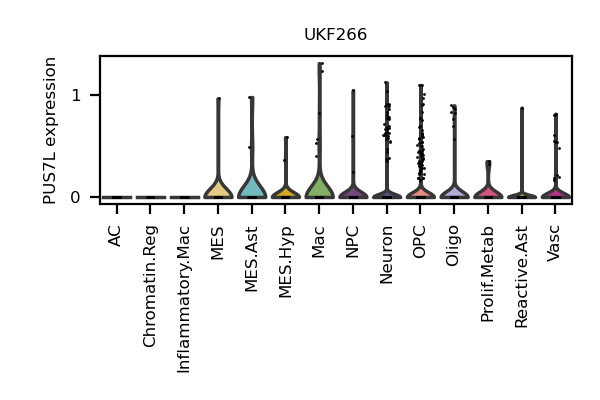 UKF266
PUS7L expression
1
0
AC
Chromatin.Reg
Inflammatory.Mac
MES
MES.Ast
MES.Hyp
Mac
NPC
Neuron
OPC
Oligo
Prolif.Metab
Reactive.Ast
Vasc